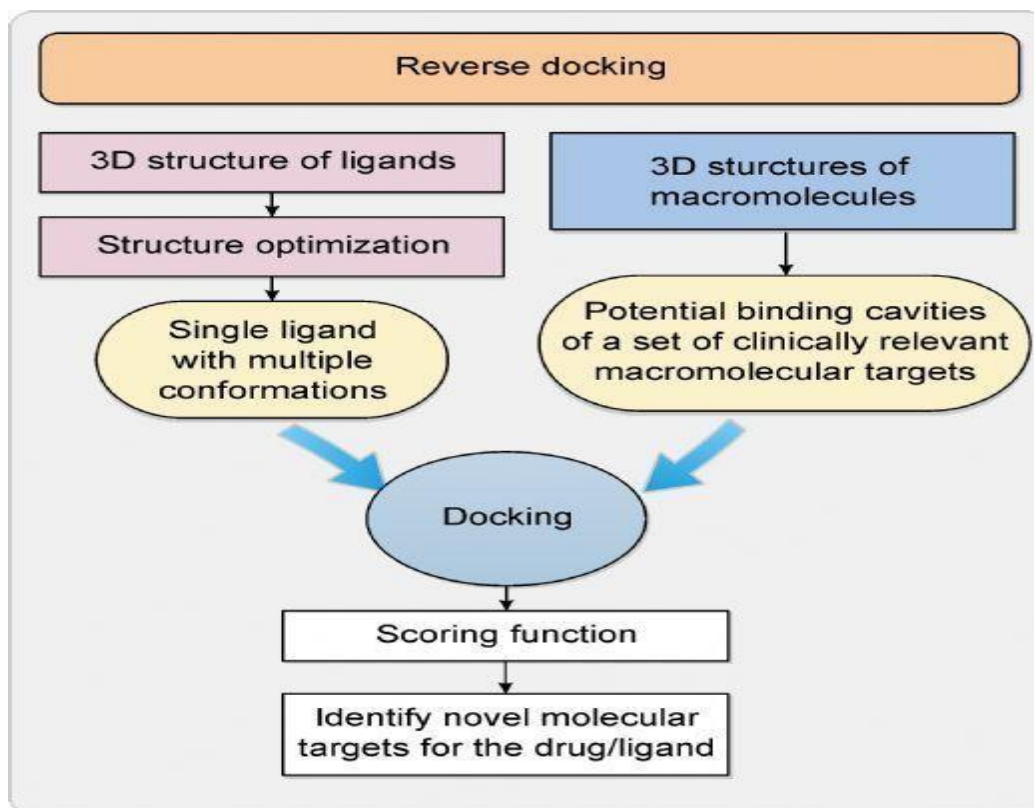 Reverse docking
3D structure of ligands
Structure optimization
Single ligand
with multiple
conformations
3D sturctures of
macromolecules
Potential binding cavities
of a set of clinically relevant
macromolecular targets
Docking
Scoring function
Identify novel molecular
targets for the drug/ligand